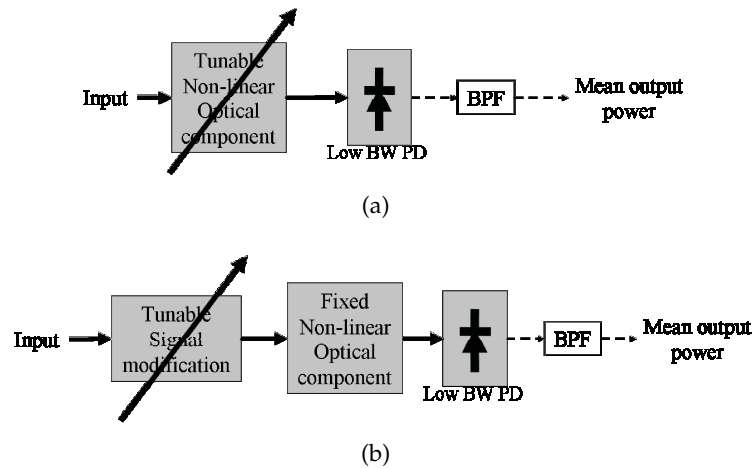 Input
Tunable
Non-linear
Optical
component
Low BW PD
BPF
Mean output
power
(a)
Input
Tunable
Signal
modification
Fixed
Non-linear
Optical
component
Low BW PD
BPF
Mean output
power
(b)